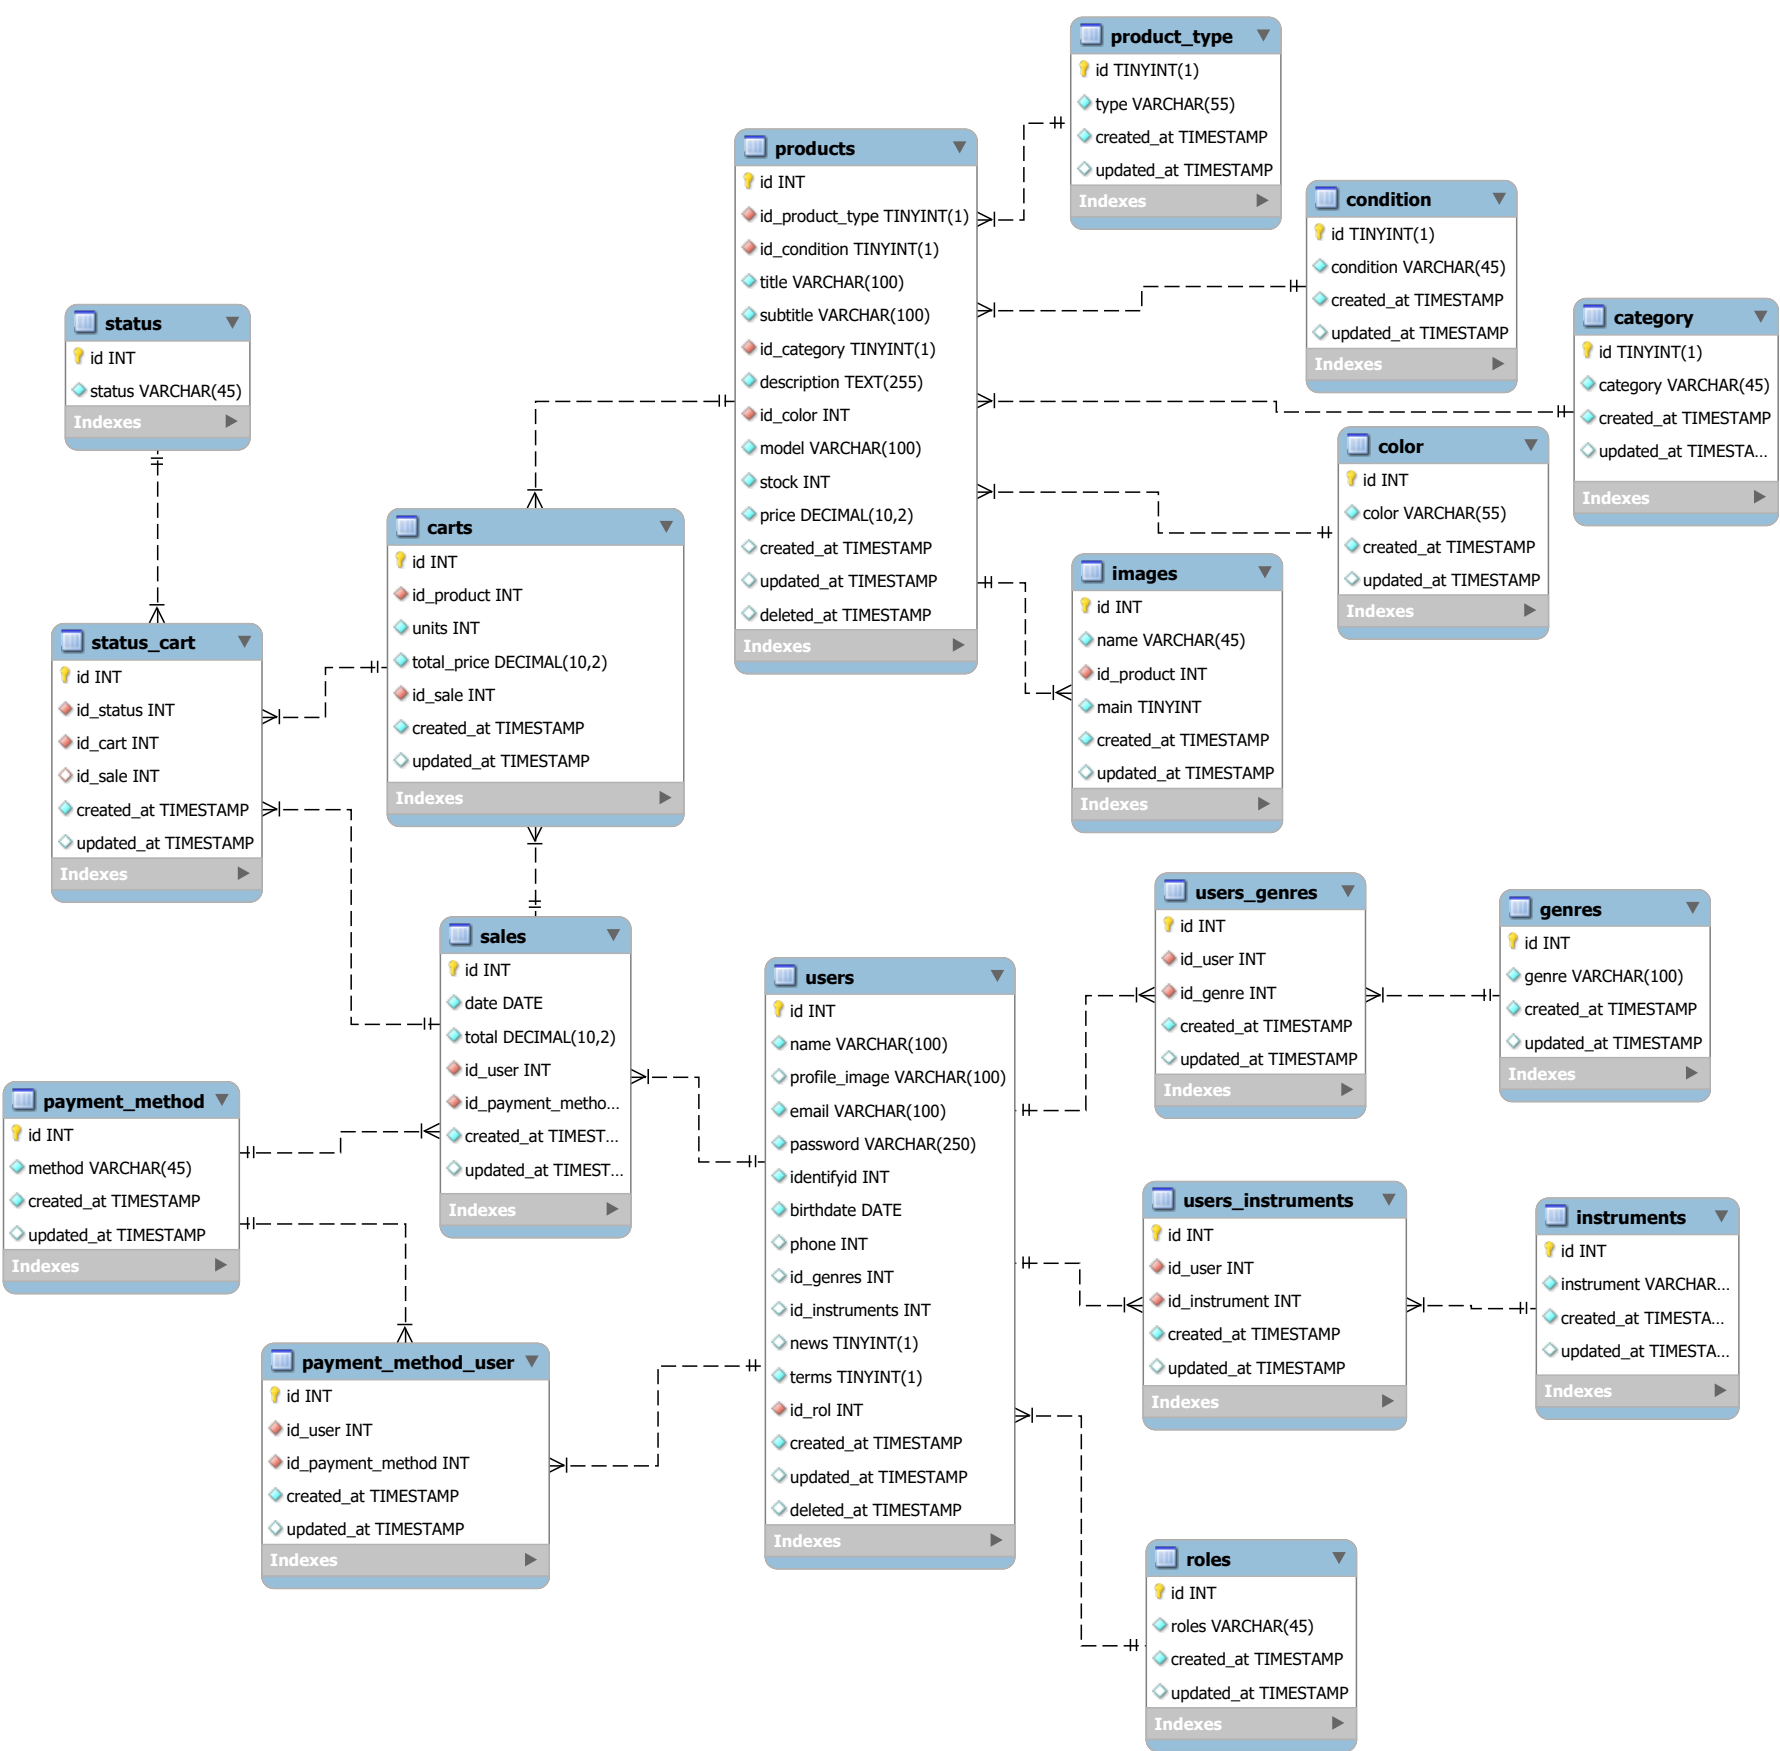 product_type
id TINYINT(1)
type VARCHAR(55)
created_at TIMESTAMP
updated_at TIMESTAMP
Indexes
products
id INT
id_product_type TINYINT(1)
id_condition TINYINT(1)
title VARCHAR(100)
subtitle VARCHAR(100)
id_category TINYINT(1)
description TEXT(255)
id_color INT
model VARCHAR(100)
stock INT
price DECIMAL(10,2)
created_at TIMESTAMP
updated_at TIMESTAMP
deleted_at TIMESTAMP
Indexes
condition
id TINYINT(1)
condition VARCHAR(45)
created_at TIMESTAMP
updated_at TIMESTAMP
Indexes
category
id TINYINT(1)
category VARCHAR(45)
created_at TIMESTAMP
updated_at TIMESTA...
Indexes
status
id INT
status VARCHAR(45)
Indexes
color
id INT
color VARCHAR(55)
created_at TIMESTAMP
updated_at TIMESTAMP
Indexes
carts
id INT
id_product INT
units INT
total_price DECIMAL(10,2)
id_sale INT
created_at TIMESTAMP
updated_at TIMESTAMP
Indexes
images
id INT
name VARCHAR(45)
id_product INT
main TINYINT
created_at TIMESTAMP
updated_at TIMESTAMP
Indexes
status_cart
id INT
id_status INT
id_cart INT
id_sale INT
created_at TIMESTAMP
updated_at TIMESTAMP
Indexes
sales
id INT
date DATE
total DECIMAL(10,2)
id_user INT
id_payment_metho...
created_at TIMEST...
updated_at TIMEST...
Indexes
users
id INT
name VARCHAR(100)
profile_image VARCHAR(100)
email VARCHAR(100)
password VARCHAR(250)
identifyid INT
birthdate DATE
phone INT
id_genres INT
id_instruments INT
news TINYINT(1)
terms TINYINT(1)
id_rol INT
created_at TIMESTAMP
updated_at TIMESTAMP
deleted_at TIMESTAMP
Indexes
users_genres
id INT
id_user INT
id_genre INT
created_at TIMESTAMP
updated_at TIMESTAMP
Indexes
genres
id INT
genre VARCHAR(100)
created_at TIMESTAMP
updated_at TIMESTAMP
Indexes
payment_method
id INT
method VARCHAR(45)
created_at TIMESTAMP
updated_at TIMESTAMP
Indexes
users_instruments
id INT
id_user INT
id_instrument INT
created_at TIMESTAMP
updated_at TIMESTAMP
Indexes
instruments
id INT
instrument VARCHAR...
created_at TIMESTA...
updated_at TIMESTA...
Indexes
payment_method_user
id INT
id_user INT
id_payment_method INT
created_at TIMESTAMP
updated_at TIMESTAMP
Indexes
roles
id INT
roles VARCHAR(45)
created_at TIMESTAMP
updated_at TIMESTAMP
Indexes